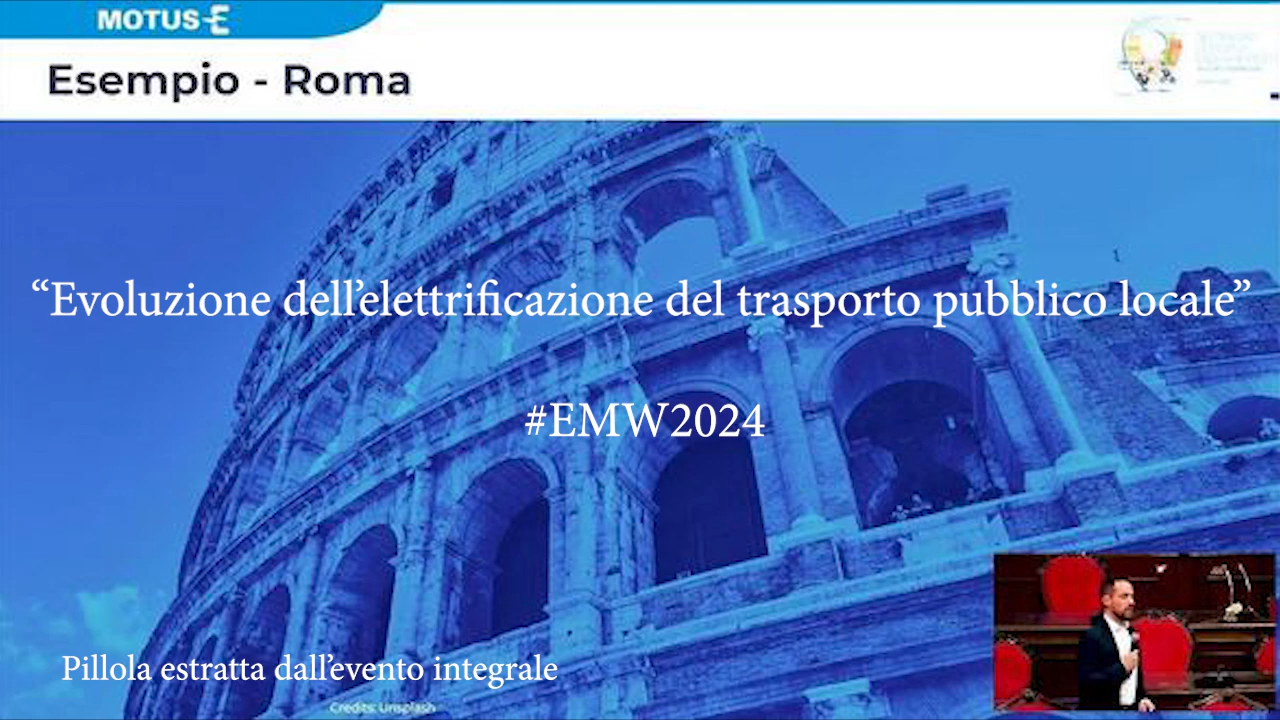 MOTUS-E
Esempio - Roma
“Evoluzione dell’elettrificazione del trasporto pubblico locale”
#EMW2024
Pillola estratta dall’evento integrale
Credits: Unsplash